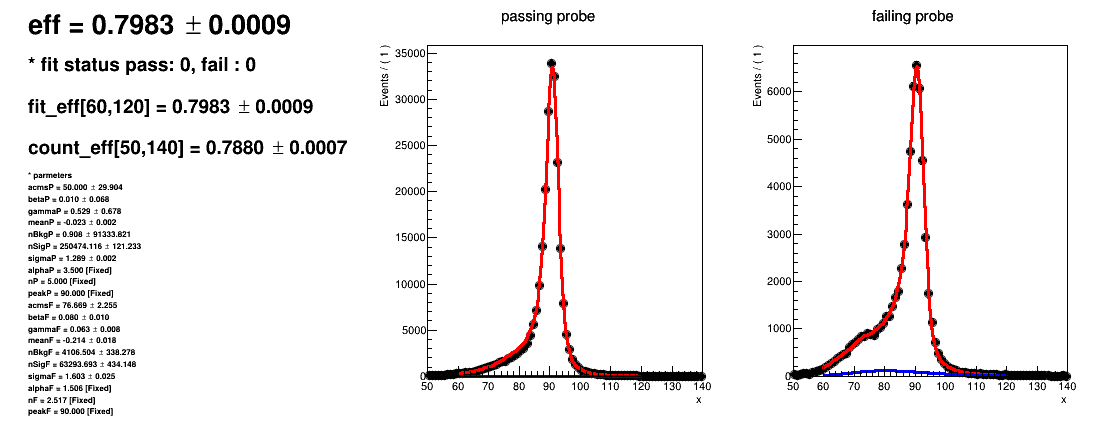 eff = 0.7983 ± 0.0009
* fit status pass: 0, fail : 0
fit_eff[60,120] = 0.7983 ± 0.0009
count_eff[50,140] = 0.7880 ± 0.0007
* parmeters
acmsP = 50.000 ± 29.904
betaP = 0.010 ± 0.068
gammaP = 0.529 ± 0.678
meanP = -0.023 ± 0.002
nBkgP = 0.908 ± 91333.821
nSigP = 250474.116 ± 121.233
sigmaP = 1.289 ± 0.002
alphaP = 3.500 [Fixed]
nP = 5.000 [Fixed]
peakP = 90.000 [Fixed]
acmsF = 76.669 ± 2.255
betaF = 0.080 ± 0.010
gammaF = 0.063 ± 0.008
meanF = -0.214 ± 0.018
nBkgF = 4106.504 ± 338.278
nSigF = 63293.693 ± 434.148
sigmaF = 1.603 ± 0.025
alphaF = 1.506 [Fixed]
nF = 2.517 [Fixed]
peakF = 90.000 [Fixed]
passing probe
Events / ( 1 )
35000
30000
25000
20000
15000
10000
5000
0
50 60 70 80 90 100 110 120 130 140
x
failing probe
Events / ( 1 )
6000
5000
4000
3000
2000
1000
0
50 60 70 80 90 100 110 120 130 140
x